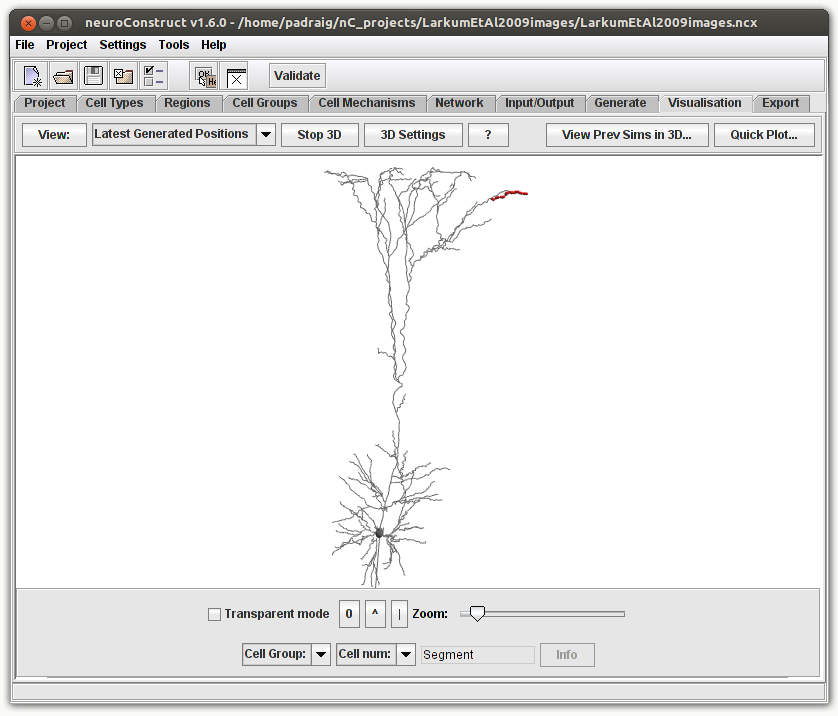 neuroConstruct v1.6.0 - /home/padraig/nC_projects/LarkumEtAl2009images/LarkumEtAl2009images.ncx
File Project Settings Tools Help
Validate
Project Cell Types Regions Cell Groups Cell Mechanisms Network Input/Output Generate Visualisation Export
View: Latest Generated Positions Stop 3D 3D Settings ? View Prev Sims in 3D... Quick Plot...
Transparent mode 0 ^ | Zoom:
Cell Group: Cell num: Segment Info